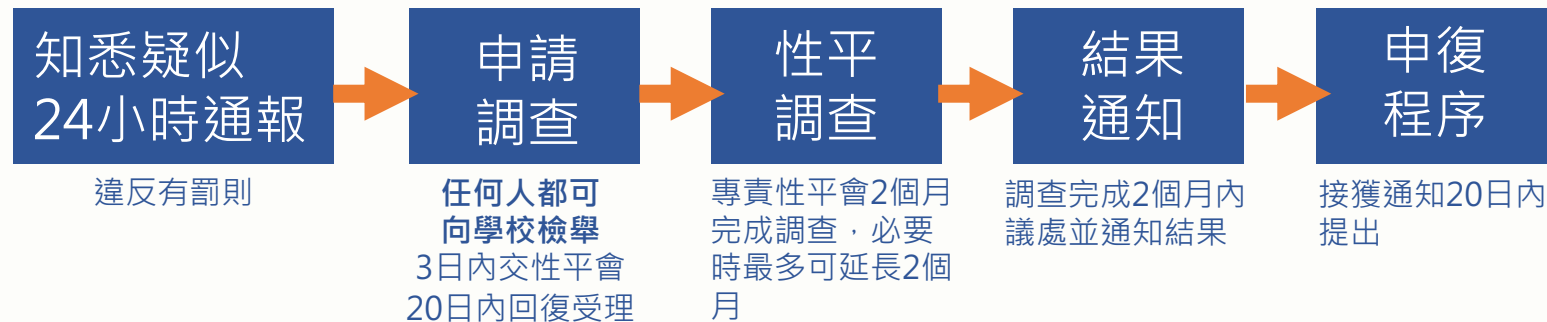 知悉疑似
24小時通報
違反有罰則
申請
調查
任何人都可
向學校檢舉
3日內交性平會
20日內回復受理
性平
調查
專責性平會2個月
完成調查，必要
時最多可延長2個
月
結果
通知
調查完成2個月內
議處並通知結果
申復
程序
接獲通知20日內
提出